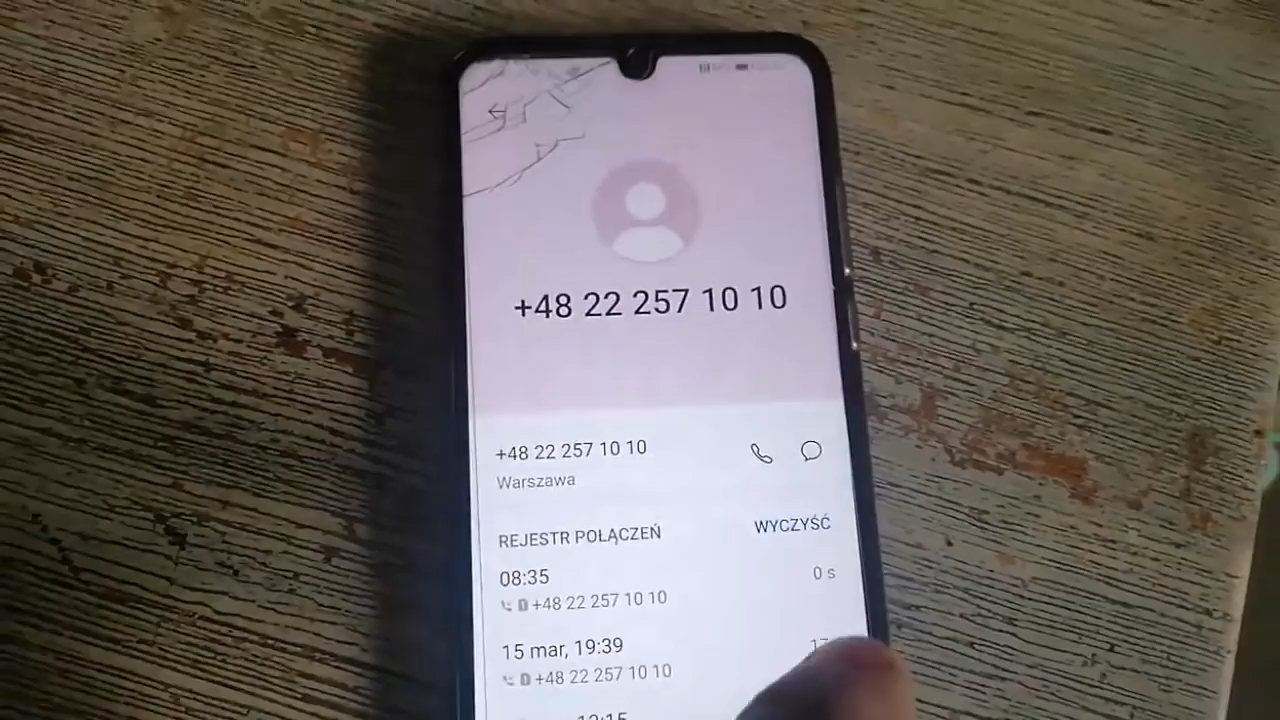 +48 22 257 10 10
+48 22 257 10 10
Warszawa
REJESTR POŁĄCZEŃ
WYCZYŚĆ
08:35
0 s
+48 22 257 10 10
15 mar, 19:39
+48 22 257 10 10